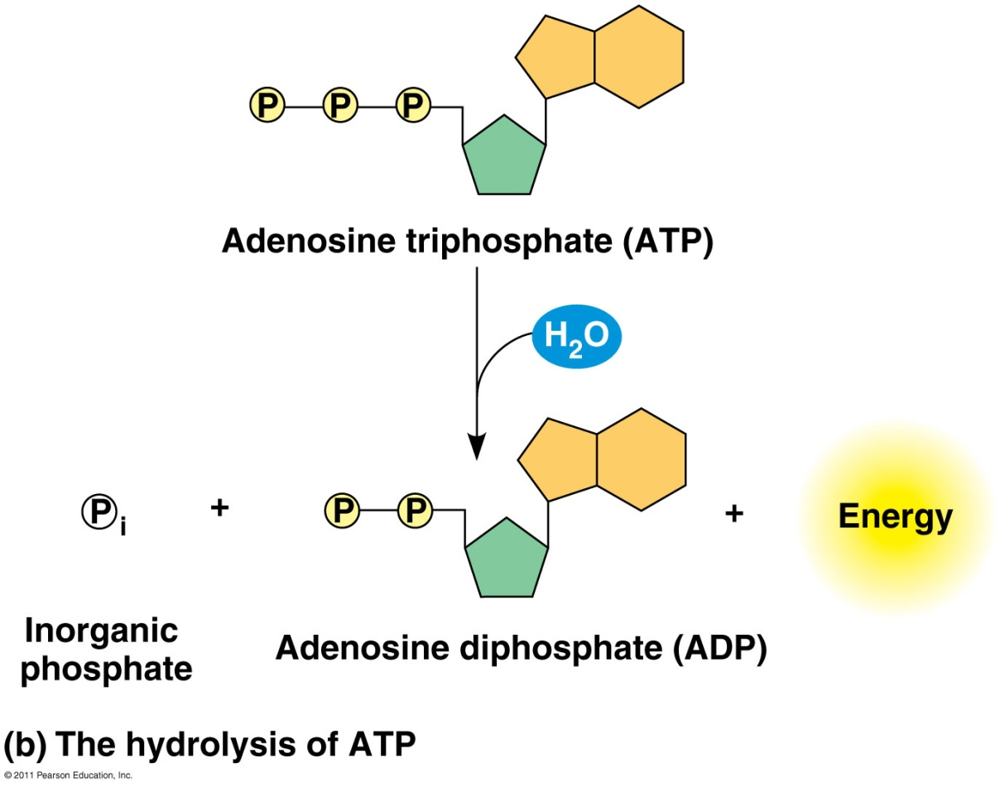 P P P
Adenosine triphosphate (ATP)
H₂O
Pᵢ + P P + Energy
Inorganic
phosphate
Adenosine diphosphate (ADP)
(b) The hydrolysis of ATP
© 2011 Pearson Education, Inc.